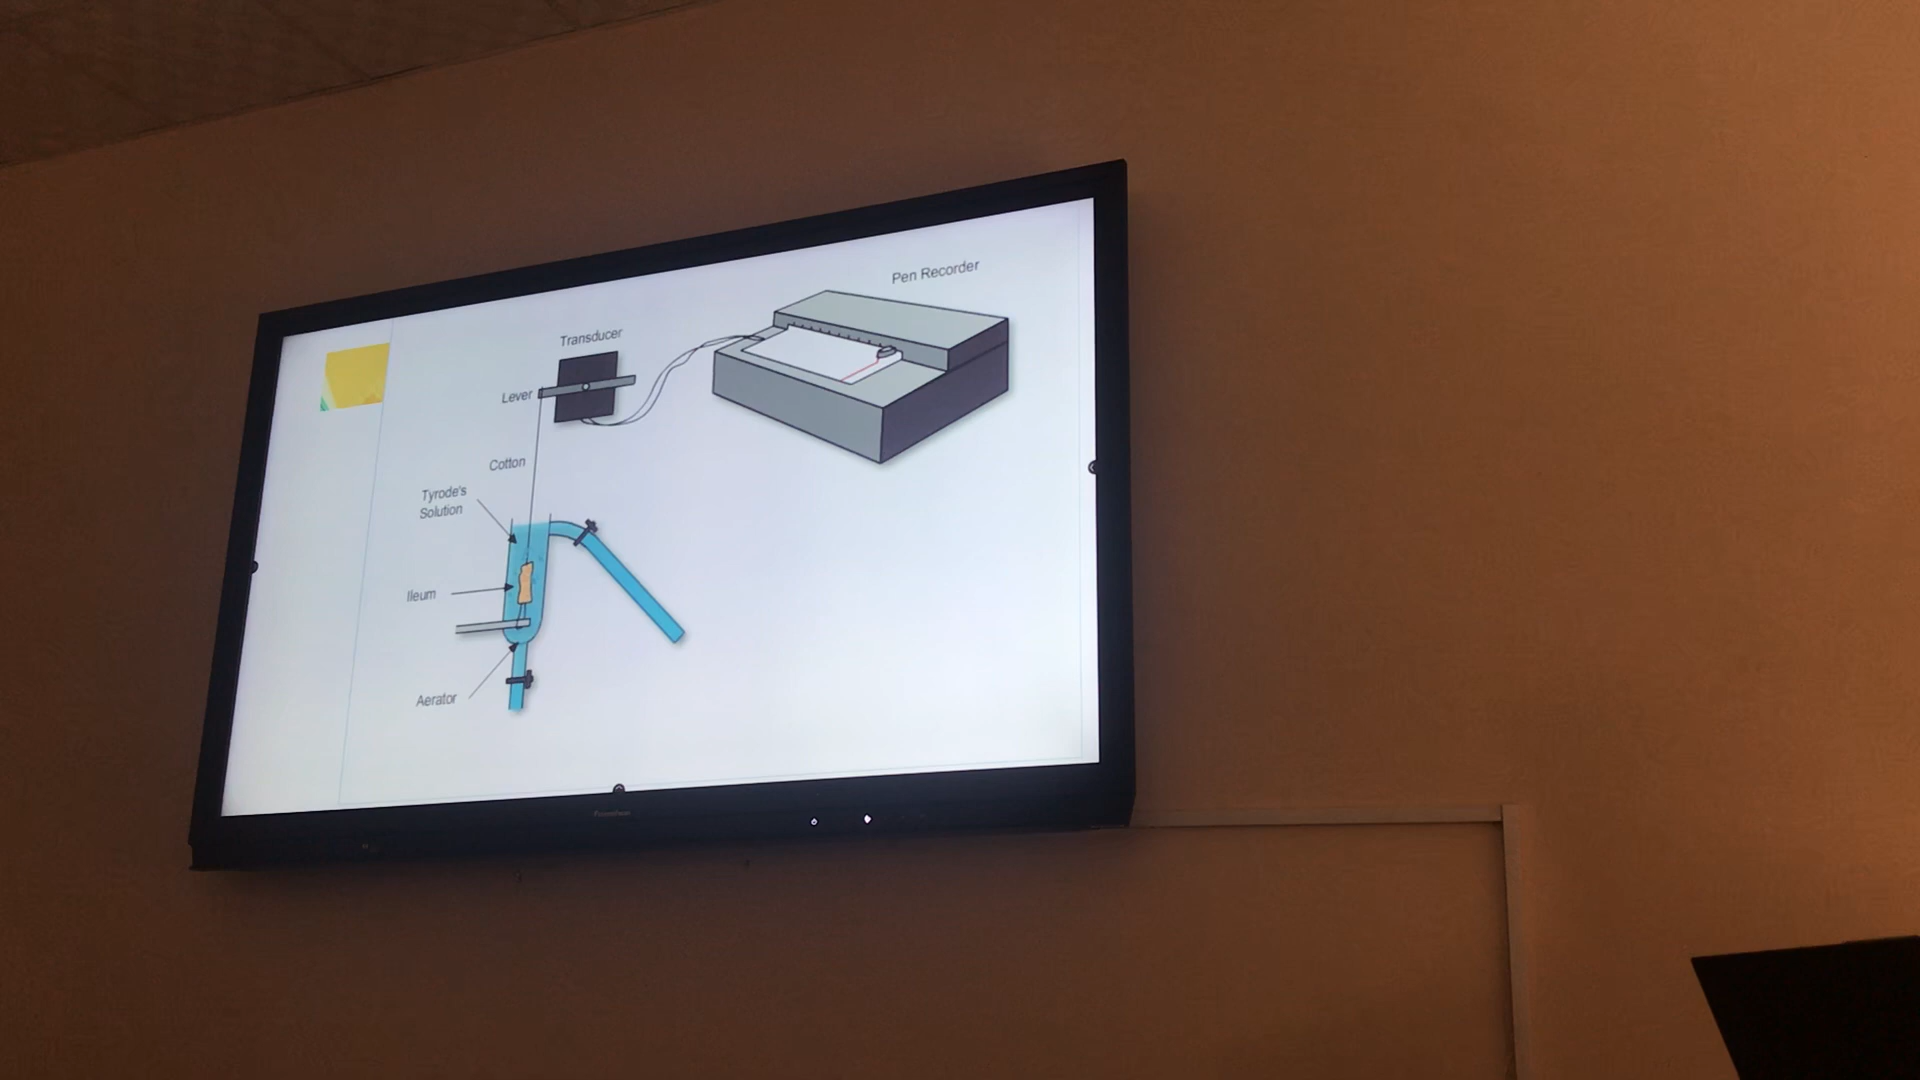 Pen Recorder
Transducer
Lever
Cotton
Tyrode's
Solution
Ileum
Aerator